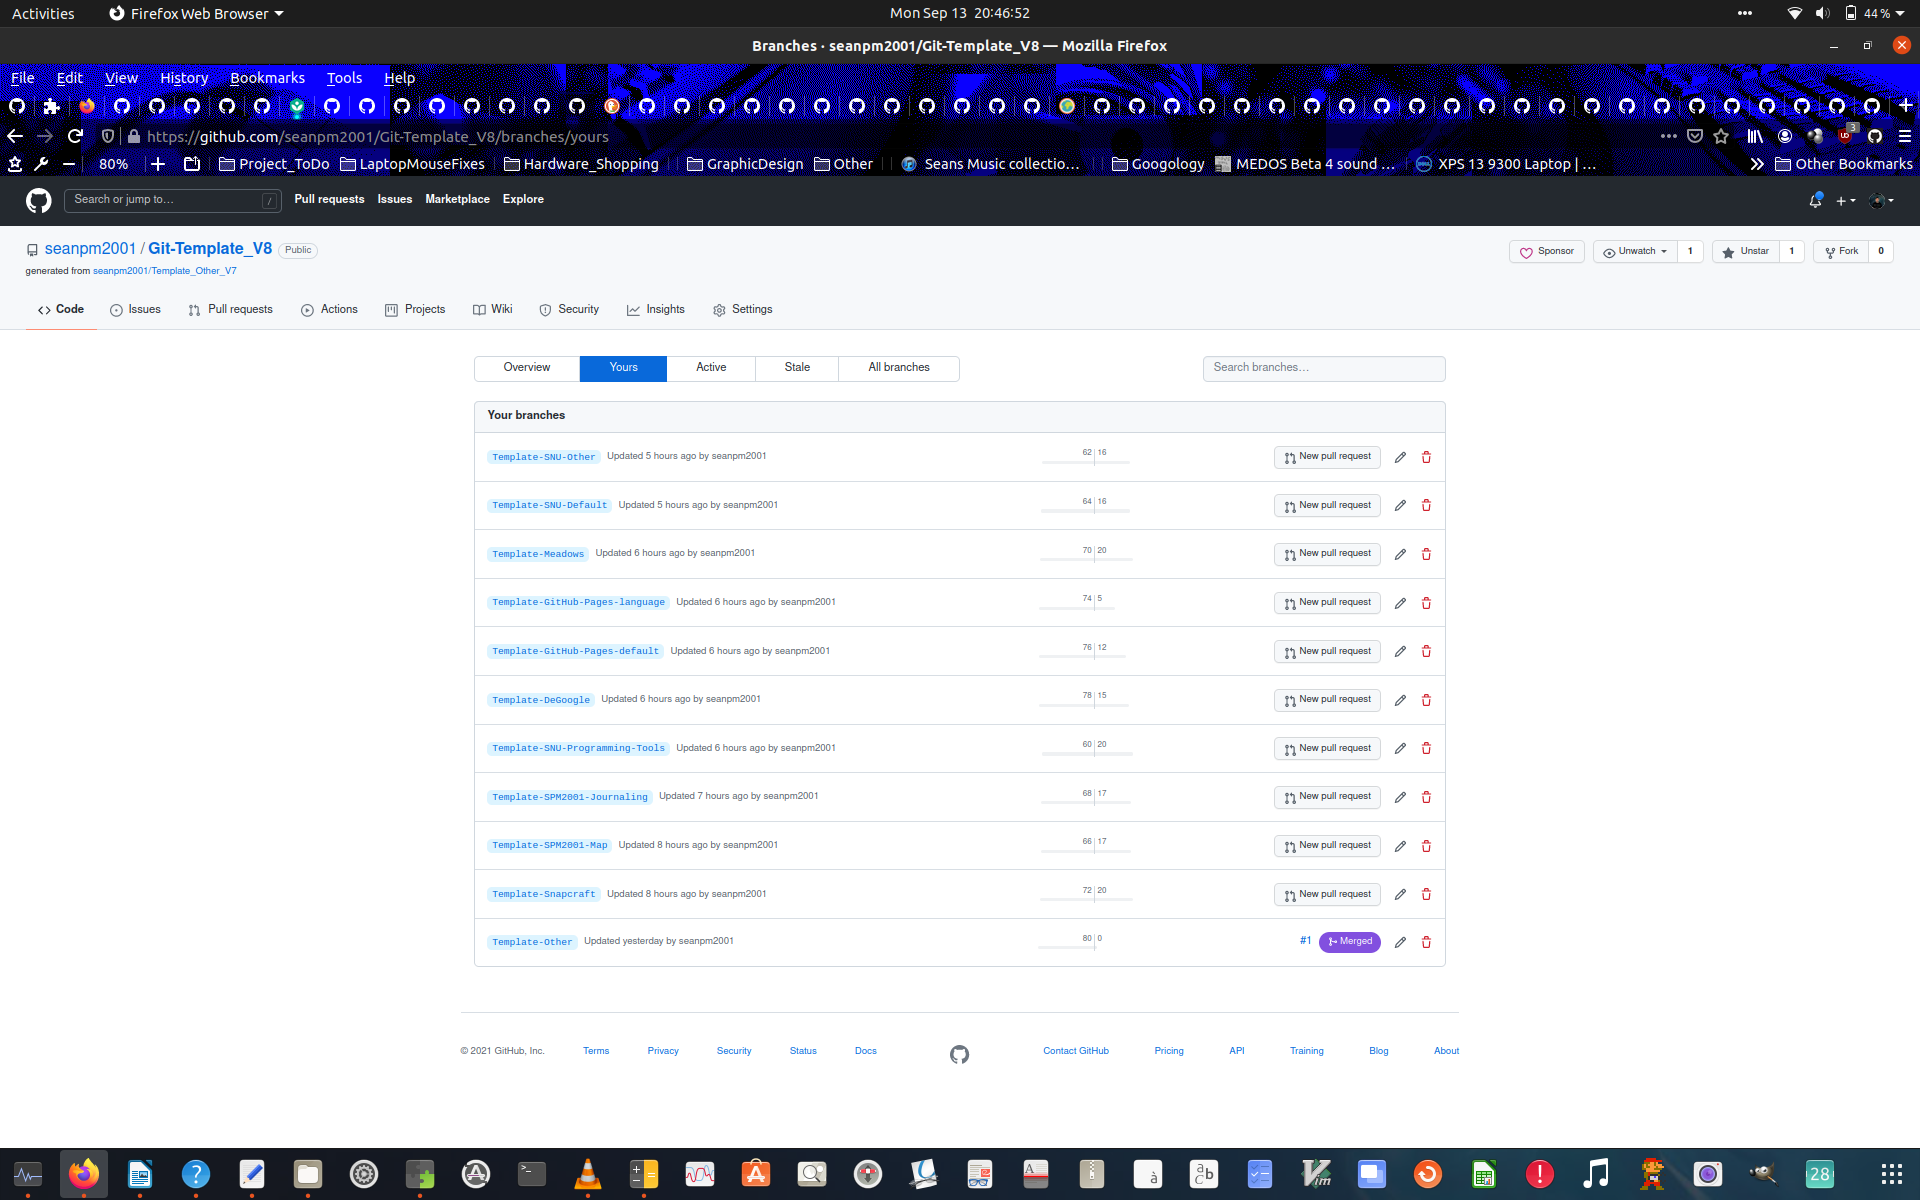 Activities Firefox Web Browser Mon Sep 13 20:46:52 44 %
Branches · seanpm2001/Git-Template_V8 — Mozilla Firefox
File Edit View History Bookmarks Tools Help
https://github.com/seanpm2001/Git-Template_V8/branches/yours 3
80% Project_ToDo LaptopMouseFixes Hardware_Shopping GraphicDesign Other Seans Music collectio… Googology MEDOS Beta 4 sound … XPS 13 9300 Laptop | … Other Bookmarks
Search or jump to… / Pull requests Issues Marketplace Explore
seanpm2001 / Git-Template_V8 Public Sponsor Unwatch 1 Unstar 1 Fork 0
generated from seanpm2001/Template_Other_V7
Code Issues Pull requests Actions Projects Wiki Security Insights Settings
Overview Yours Active Stale All branches Search branches…
Your branches
Template-SNU-Other Updated 5 hours ago by seanpm2001 62 16 New pull request
Template-SNU-Default Updated 5 hours ago by seanpm2001 64 16 New pull request
Template-Meadows Updated 6 hours ago by seanpm2001 70 20 New pull request
Template-GitHub-Pages-language Updated 6 hours ago by seanpm2001 74 5 New pull request
Template-GitHub-Pages-default Updated 6 hours ago by seanpm2001 76 12 New pull request
Template-DeGoogle Updated 6 hours ago by seanpm2001 78 15 New pull request
Template-SNU-Programming-Tools Updated 6 hours ago by seanpm2001 60 20 New pull request
Template-SPM2001-Journaling Updated 7 hours ago by seanpm2001 68 17 New pull request
Template-SPM2001-Map Updated 8 hours ago by seanpm2001 66 17 New pull request
Template-Snapcraft Updated 8 hours ago by seanpm2001 72 20 New pull request
Template-Other Updated yesterday by seanpm2001 80 0 #1 Merged
© 2021 GitHub, Inc. Terms Privacy Security Status Docs Contact GitHub Pricing API Training Blog About
28